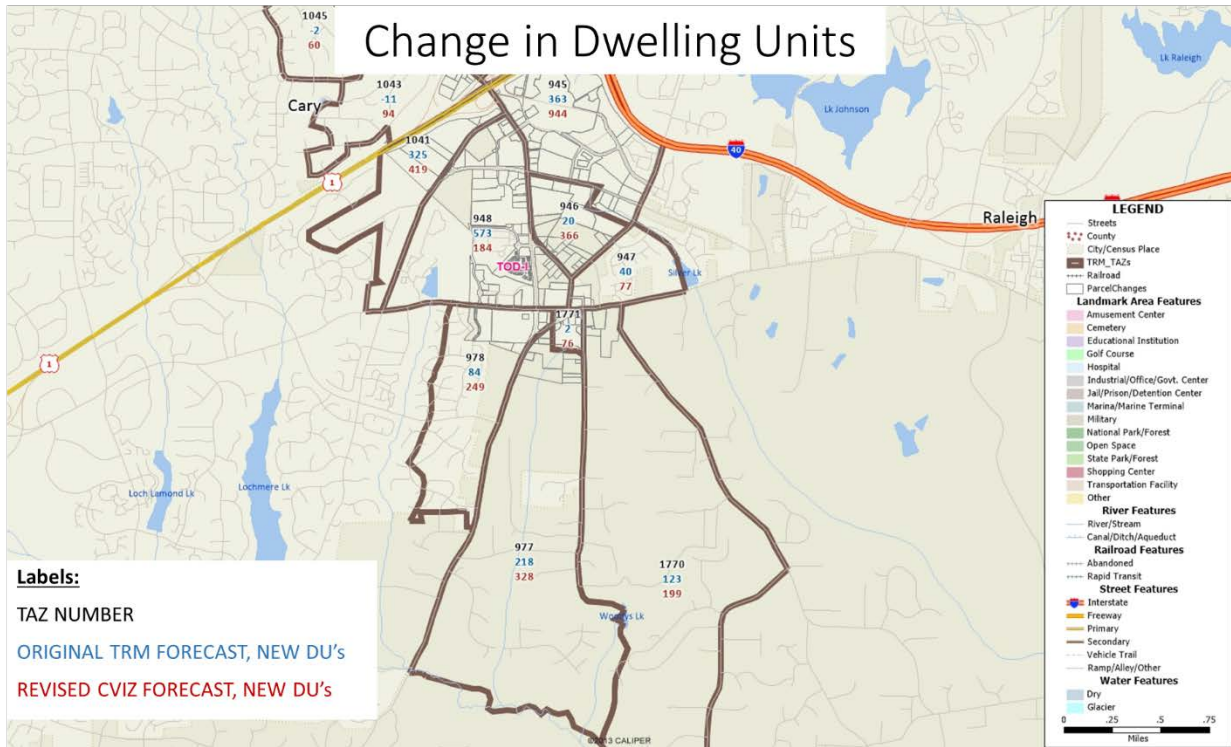 Change in Dwelling Units
1045
-2
60
1043
-11
94
Cary
1041
325
419
945
363
944
Lk Raleigh
Lk Johnson
40
1
Raleigh
946
20
366
948
573
184
TOD-I
947
40
77
Silver Lk
1771
2
76
1
978
84
249
Loch Lamond Lk
Lochmere Lk
977
218
328
1770
123
199
©2013 CALIPER
Labels:
TAZ NUMBER
ORIGINAL TRM FORECAST, NEW DU's
REVISED CVIZ FORECAST, NEW DU's
LEGEND
Streets
County
City/Census Place
TRM_TAZs
Railroad
ParcelChanges
Landmark Area Features
Amusement Center
Cemetery
Educational Institution
Golf Course
Hospital
Industrial/Office/Govt. Center
Jail/Prison/Detention Center
Marina/Marine Terminal
Military
National Park/Forest
Open Space
State Park/Forest
Shopping Center
Transportation Facility
Other
River Features
River/Stream
Canal/Ditch/Aqueduct
Railroad Features
Abandoned
Rapid Transit
Street Features
Interstate
Freeway
Primary
Secondary
Vehicle Trail
Ramp/Alley/Other
Water Features
Dry
Glacier
0 .25 .5 .75
Miles